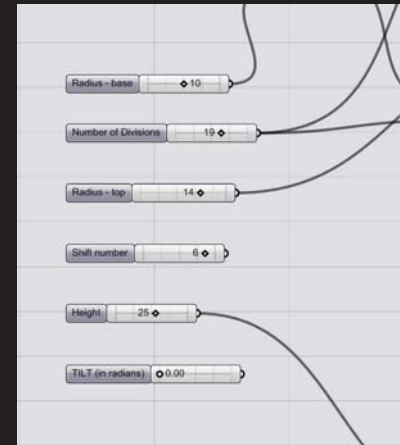 Radius - base 10
Number of Divisions 19
Radius - top 14
Shift number 6
Height 25
TILT (in radians) 0.00